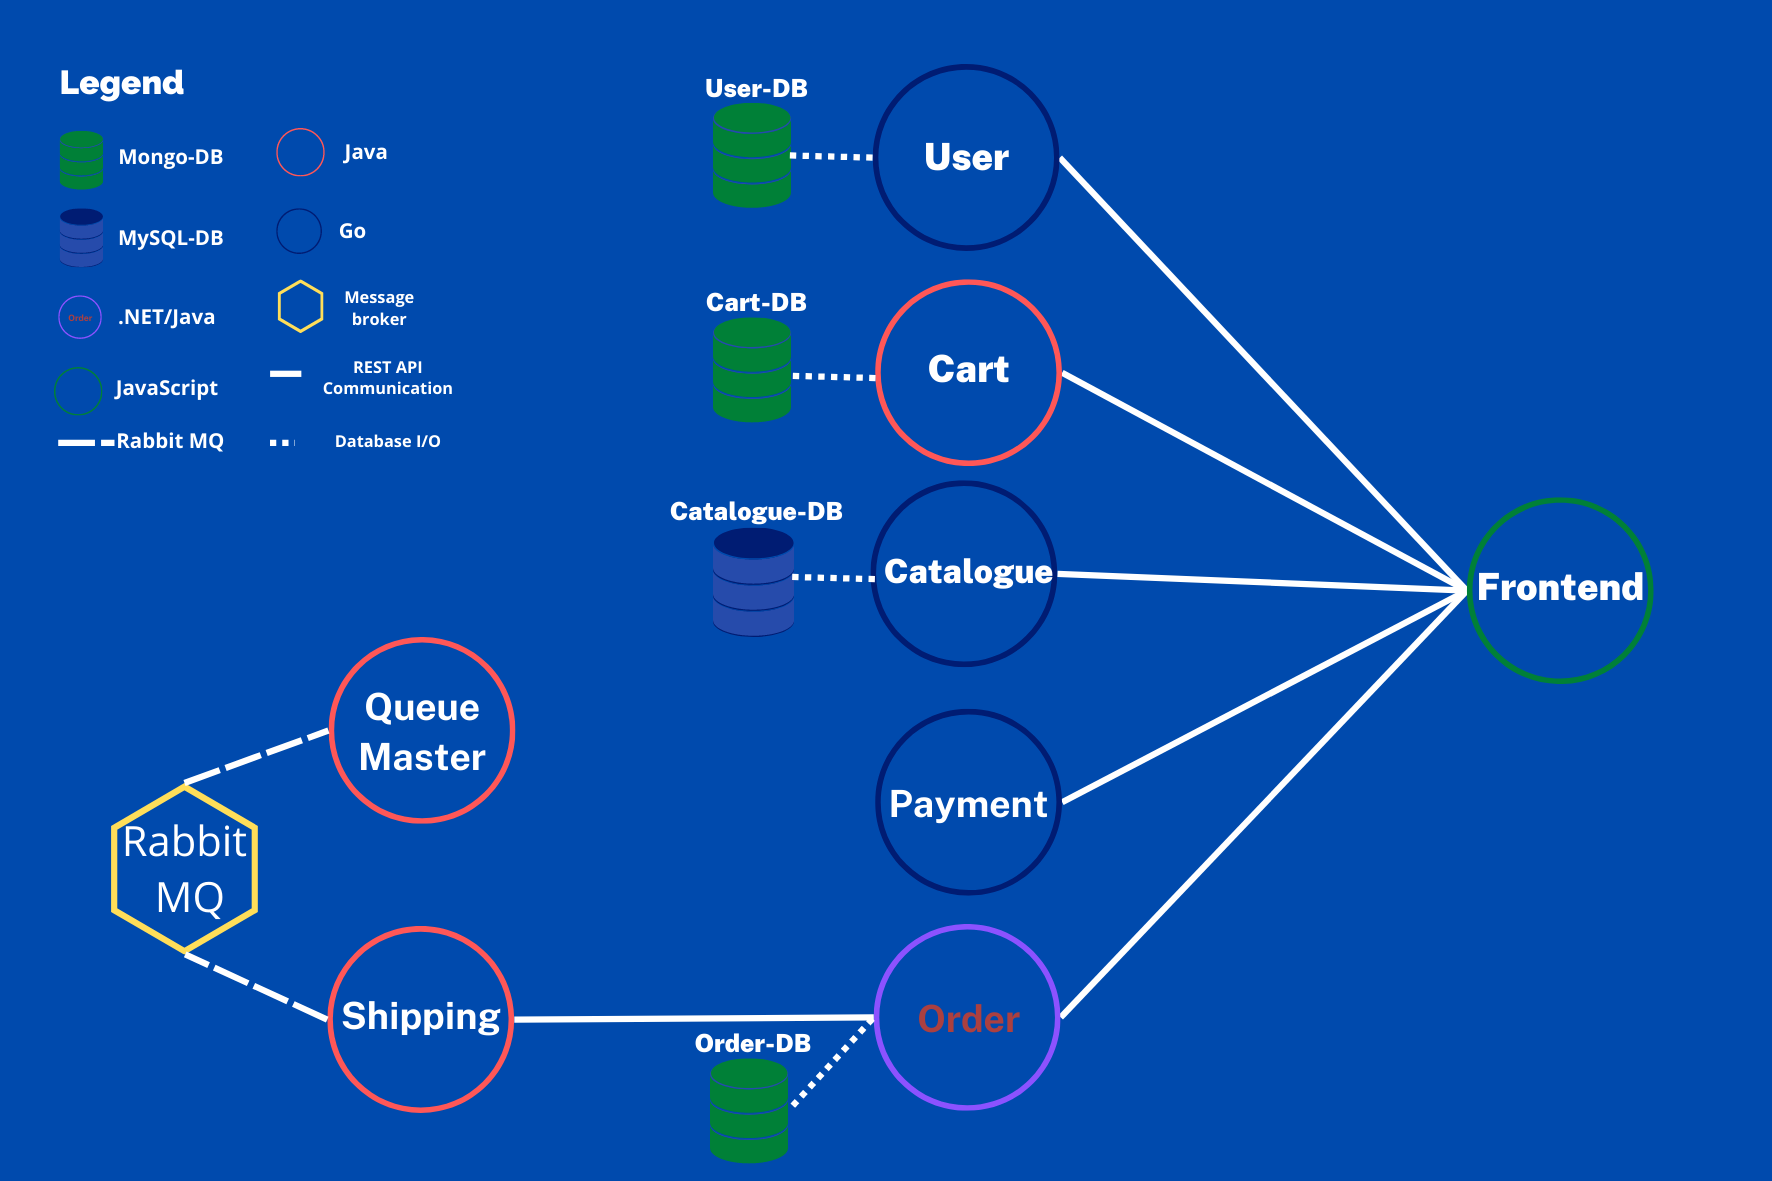 Legend
Mongo-DB
Java
MySQL-DB
Go
Order
.NET/Java
Message
broker
JavaScript
REST API
Communication
Rabbit MQ
Database I/O
User-DB
User
Cart-DB
Cart
Catalogue-DB
Catalogue
Frontend
Queue
Master
Payment
Rabbit
MQ
Shipping
Order
Order-DB